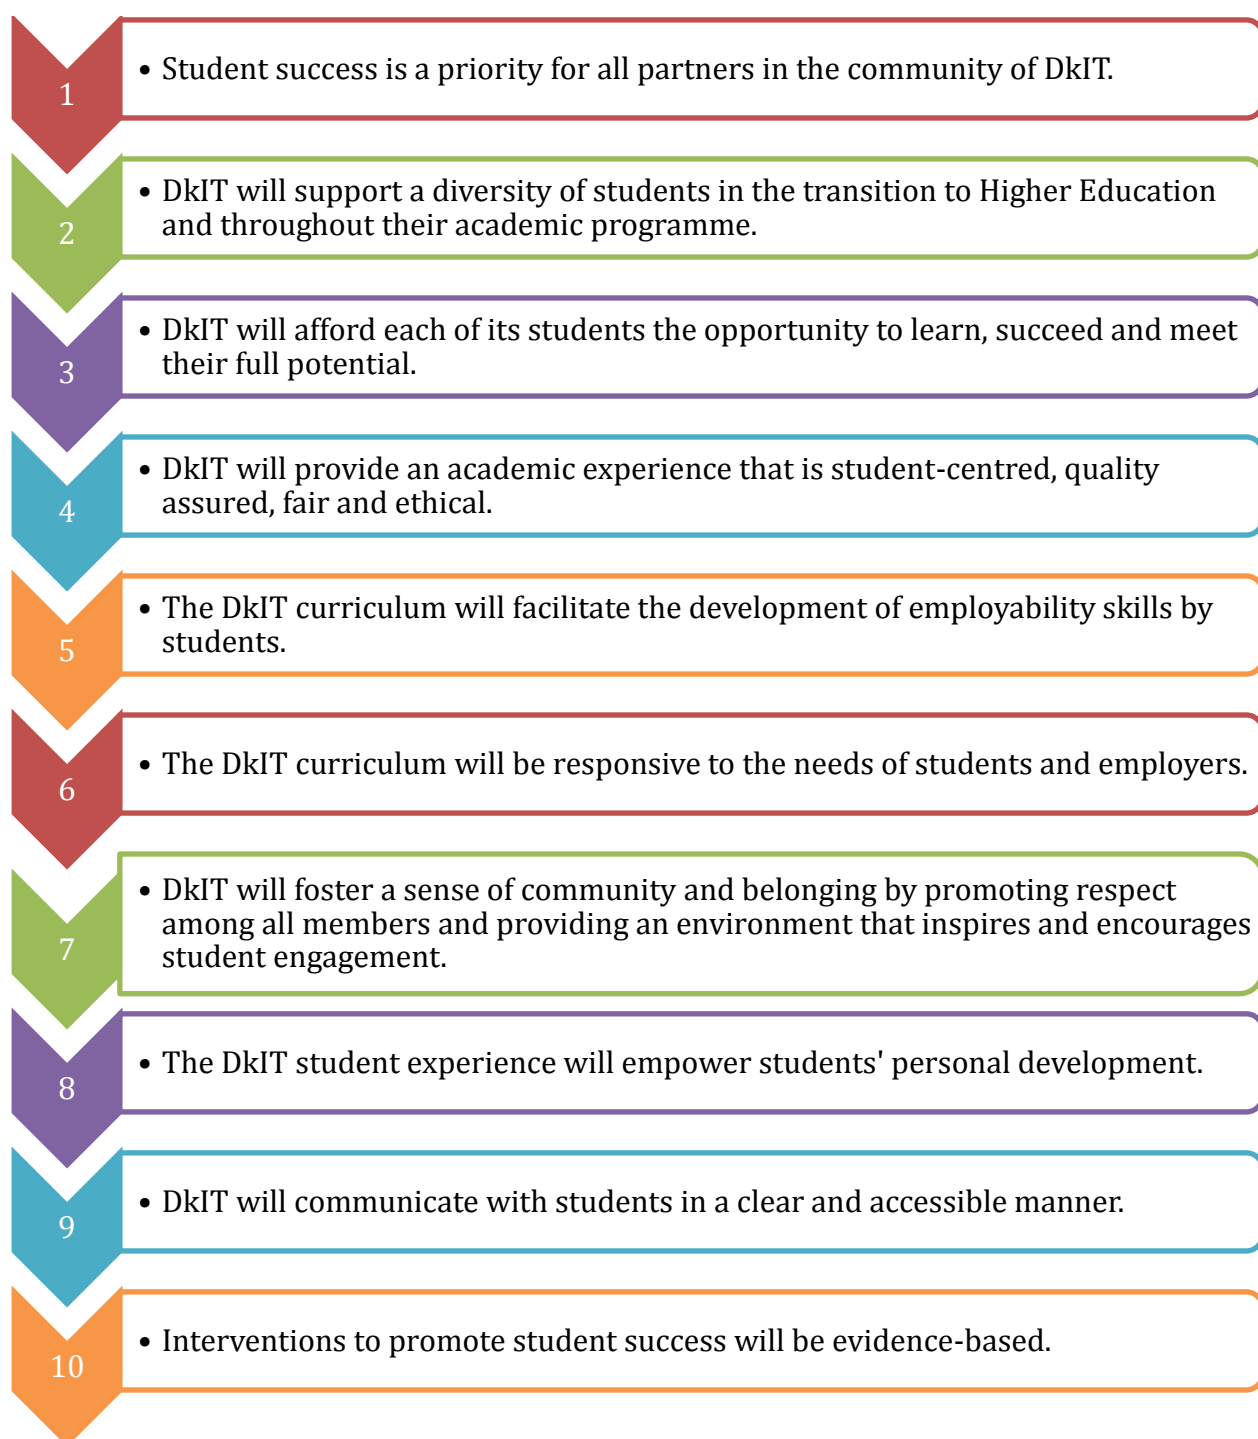 1
• Student success is a priority for all partners in the community of DkIT.
2
• DkIT will support a diversity of students in the transition to Higher Education
and throughout their academic programme.
3
• DkIT will afford each of its students the opportunity to learn, succeed and meet
their full potential.
4
• DkIT will provide an academic experience that is student-centred, quality
assured, fair and ethical.
5
• The DkIT curriculum will facilitate the development of employability skills by
students.
6
• The DkIT curriculum will be responsive to the needs of students and employers.
7
• DkIT will foster a sense of community and belonging by promoting respect
among all members and providing an environment that inspires and encourages
student engagement.
8
• The DkIT student experience will empower students' personal development.
9
• DkIT will communicate with students in a clear and accessible manner.
10
• Interventions to promote student success will be evidence-based.